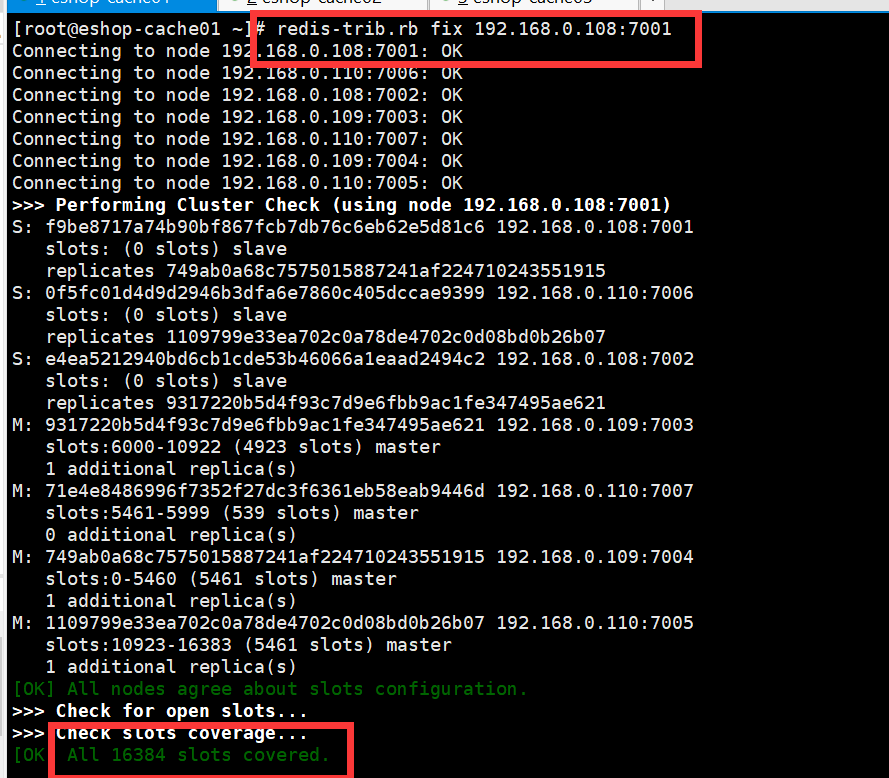 [root@eshop-cache01 ~]# redis-trib.rb fix 192.168.0.108:7001
Connecting to node 192.168.0.108:7001: OK
Connecting to node 192.168.0.110:7006: OK
Connecting to node 192.168.0.108:7002: OK
Connecting to node 192.168.0.109:7003: OK
Connecting to node 192.168.0.110:7007: OK
Connecting to node 192.168.0.109:7004: OK
Connecting to node 192.168.0.110:7005: OK
>>> Performing Cluster Check (using node 192.168.0.108:7001)
S: f9be8717a74b90bf867fcb7db76c6eb62e5d81c6 192.168.0.108:7001
slots: (0 slots) slave
replicates 749ab0a68c7575015887241af224710243551915
S: 0f5fc01d4d9d2946b3dfa6e7860c405dccae9399 192.168.0.110:7006
slots: (0 slots) slave
replicates 1109799e33ea702c0a78de4702c0d08bd0b26b07
S: e4ea5212940bd6cb1cde53b46066a1eaad2494c2 192.168.0.108:7002
slots: (0 slots) slave
replicates 9317220b5d4f93c7d9e6fbb9ac1fe347495ae621
M: 9317220b5d4f93c7d9e6fbb9ac1fe347495ae621 192.168.0.109:7003
slots:6000-10922 (4923 slots) master
1 additional replica(s)
M: 71e4e8486996f7352f27dc3f6361eb58eab9446d 192.168.0.110:7007
slots:5461-5999 (539 slots) master
0 additional replica(s)
M: 749ab0a68c7575015887241af224710243551915 192.168.0.109:7004
slots:0-5460 (5461 slots) master
1 additional replica(s)
M: 1109799e33ea702c0a78de4702c0d08bd0b26b07 192.168.0.110:7005
slots:10923-16383 (5461 slots) master
1 additional replica(s)
[OK] All nodes agree about slots configuration.
>>> Check for open slots...
>>> Check slots coverage...
[OK All 16384 slots covered.